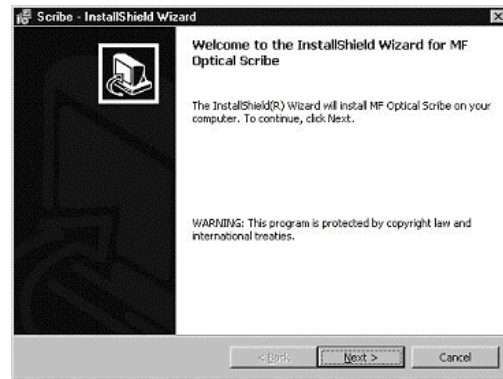 Scribe - InstallShield Wizard
Welcome to the InstallShield Wizard for MF
Optical Scribe
The InstallShield(R) Wizard will install MF Optical Scribe on your
computer. To continue, click Next.
WARNING: This program is protected by copyright law and
international treaties.
< Back
Next >
Cancel